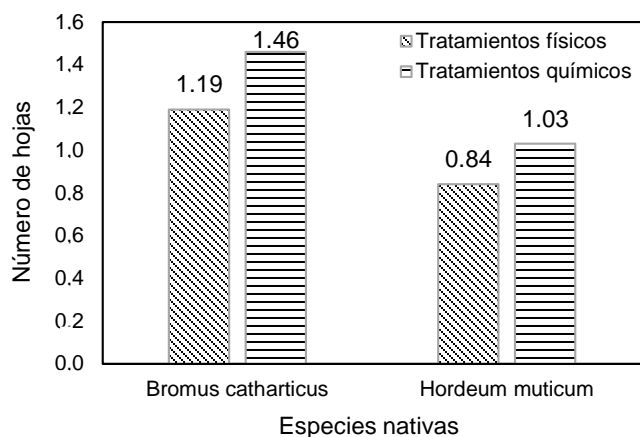 1.6
1.4
1.2
1.0
0.8
0.6
0.4
0.2
0.0
Número de hojas
Tratamientos físicos
Tratamientos químicos
1.19
1.46
0.84
1.03
Bromus catharticus
Hordeum muticum
Especies nativas